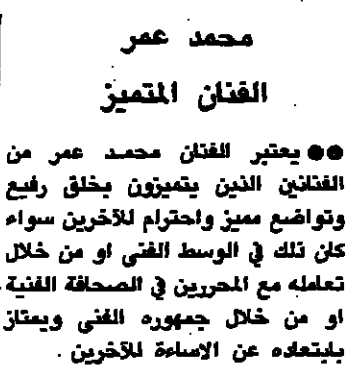 محمد عمر
الفنان المتميز
●● يعتبر الفنان محمد عمر من
الفنانين الذين يتميزون بخلق رفيع
وتواضع مميز واحترام للآخرين سواء
كان ذلك في الوسط الفني او من خلال
تعامله مع المحررين في الصحافة الفنية
او من خلال جمهوره الفني ويمتاز
بابتعاده عن الاساءة للآخرين .